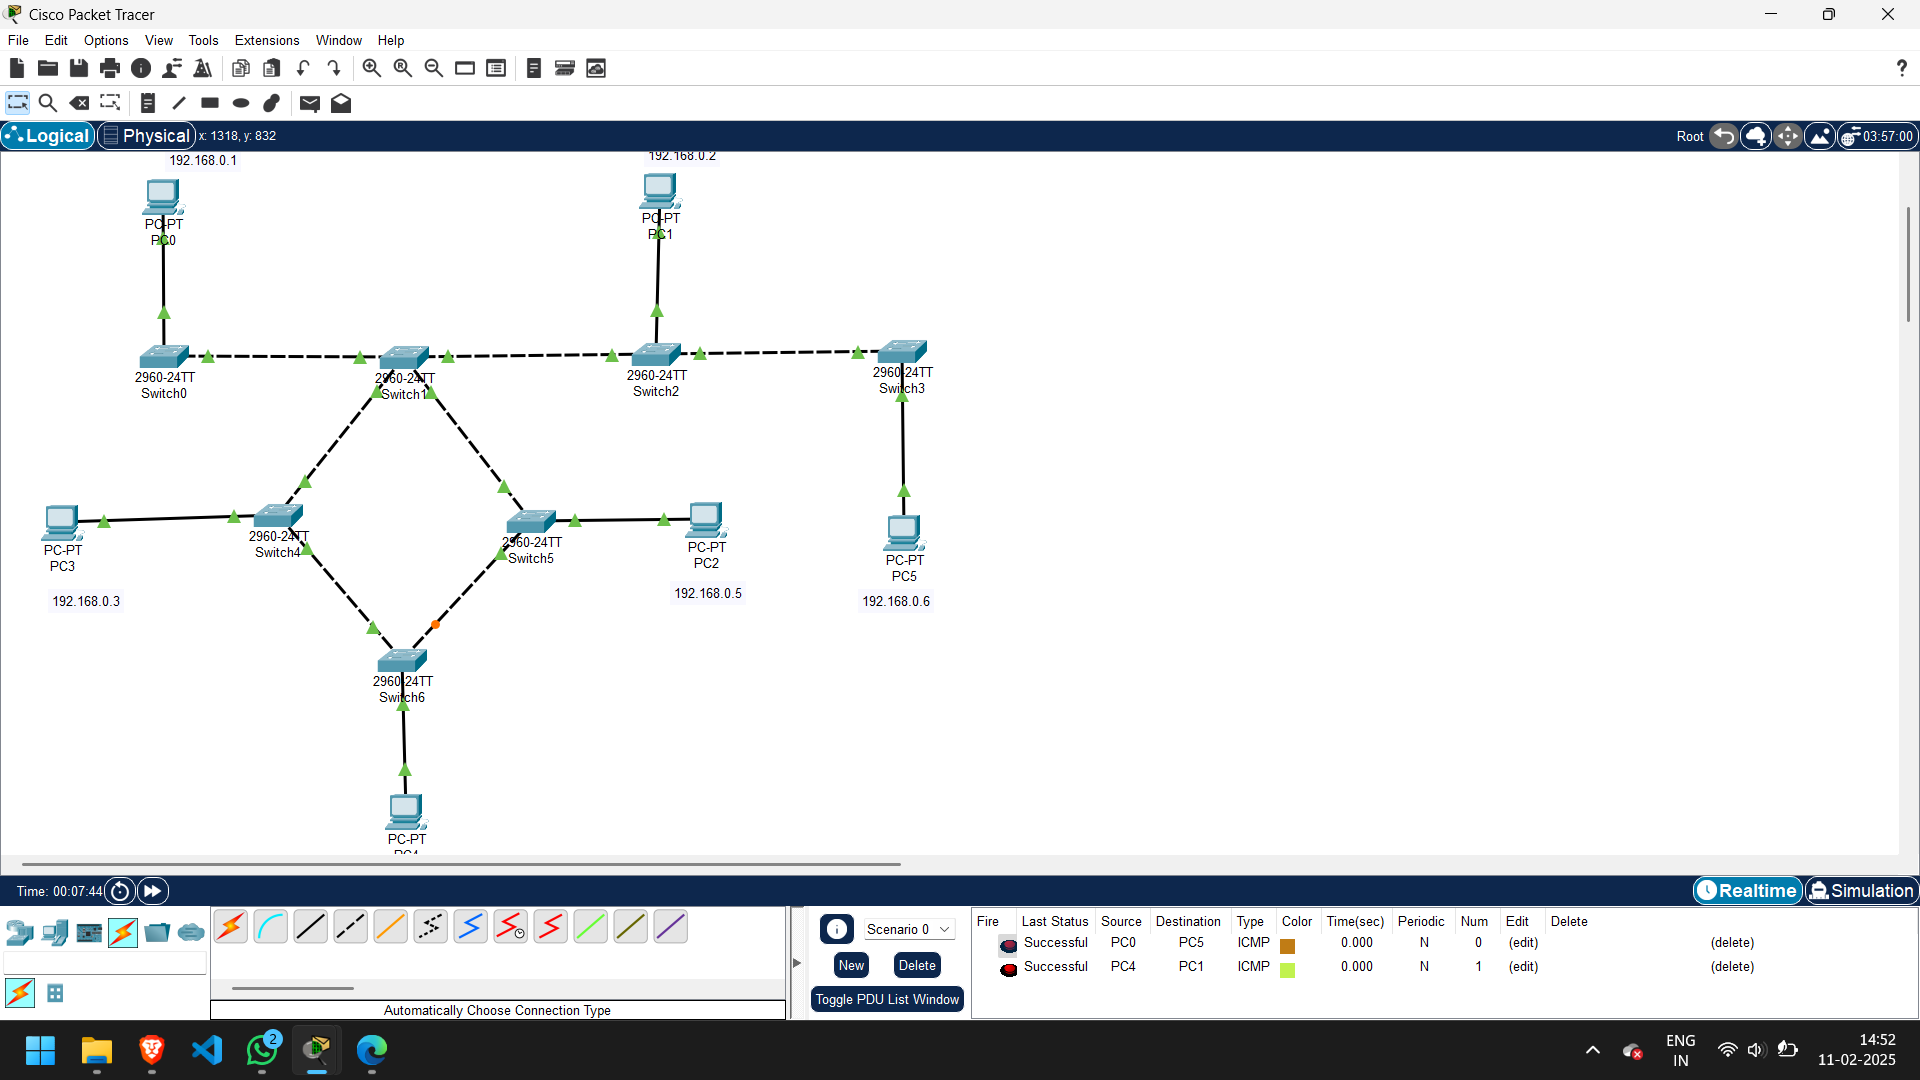 Cisco Packet Tracer
File Edit Options View Tools Extensions Window Help
?
Logical Physical x: 1318, y: 832 Root 03:57:00
192.168.0.1
192.168.0.2
PC-PT
PC0
PC-PT
PC1
2960-24TT
Switch0
2960-24TT
Switch1
2960-24TT
Switch2
2960-24TT
Switch3
PC-PT
PC3
192.168.0.3
2960-24TT
Switch4
2960-24TT
Switch5
PC-PT
PC2
192.168.0.5
PC-PT
PC5
192.168.0.6
2960-24TT
Switch6
PC-PT
PC4
Time: 00:07:44 Realtime Simulation
Automatically Choose Connection Type
Scenario 0
New Delete
Toggle PDU List Window
Fire Last Status Source Destination Type Color Time(sec) Periodic Num Edit Delete
Successful PC0 PC5 ICMP 0.000 N 0 (edit) (delete)
Successful PC4 PC1 ICMP 0.000 N 1 (edit) (delete)
2
ENG
IN
14:52
11-02-2025